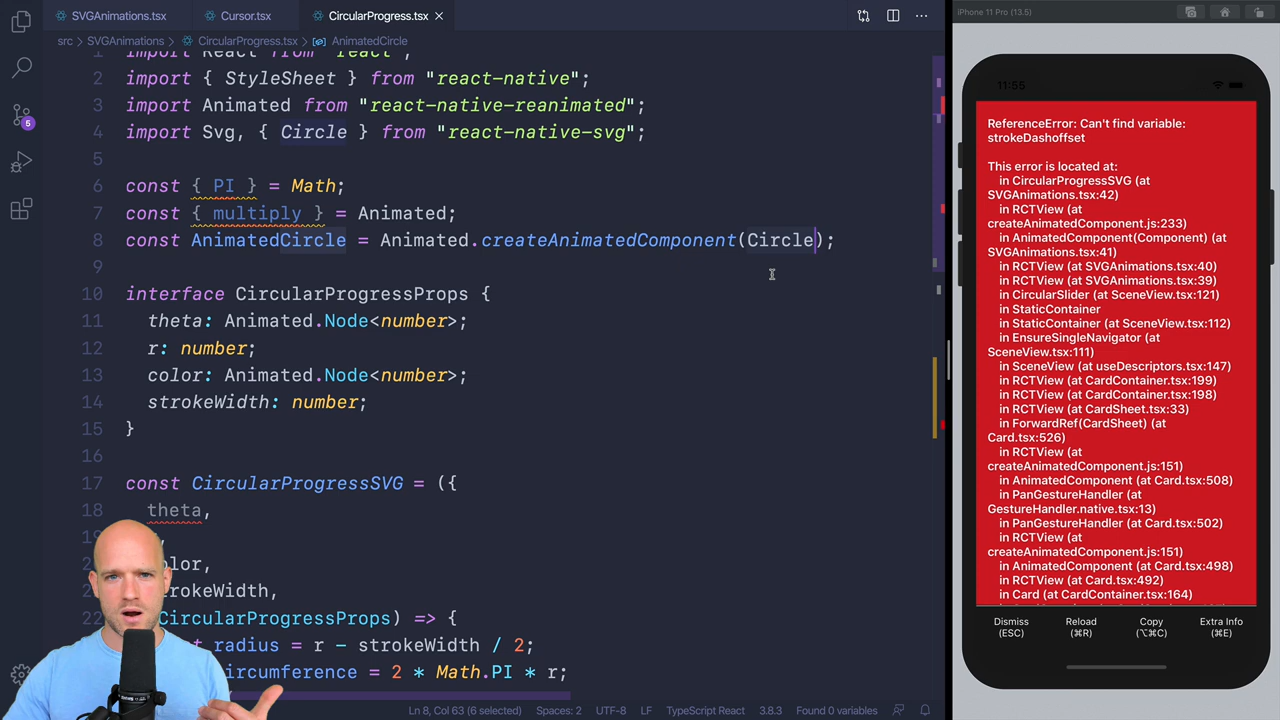 SVGAnimations.tsx
Cursor.tsx
CircularProgress.tsx
src > SVGAnimations > CircularProgress.tsx > AnimatedCircle
2 import { StyleSheet } from "react-native";
3 import Animated from "react-native-reanimated";
4 import Svg, { Circle } from "react-native-svg";
5
6 const { PI } = Math;
7 const { multiply } = Animated;
8 const AnimatedCircle = Animated.createAnimatedComponent(Circle);
9
10 interface CircularProgressProps {
11 theta: Animated.Node<number>;
12 r: number;
13 color: Animated.Node<number>;
14 strokeWidth: number;
15 }
16
17 const CircularProgressSVG = ({
18 theta,
olor,
rokeWidth,
CircularProgressProps) => {
radius = r - strokeWidth / 2;
ircumference = 2 * Math.PI * r;
5
Ln 8, Col 63 (6 selected)
Spaces: 2
UTF-8
LF
TypeScript React
3.8.3
Found 0 variables
iPhone 11 Pro (13.5)
11:55
ReferenceError: Can't find variable:
strokeDashoffset
This error is located at:
in CircularProgressSVG (at
SVGAnimations.tsx:42)
in RCTView (at
createAnimatedComponent.js:233)
in AnimatedComponent(Component) (at
SVGAnimations.tsx:41)
in RCTView (at SVGAnimations.tsx:40)
in RCTView (at SVGAnimations.tsx:39)
in CircularSlider (at SceneView.tsx:121)
in StaticContainer
in StaticContainer (at SceneView.tsx:112)
in EnsureSingleNavigator (at
SceneView.tsx:111)
in SceneView (at useDescriptors.tsx:147)
in RCTView (at CardContainer.tsx:199)
in RCTView (at CardContainer.tsx:198)
in RCTView (at CardSheet.tsx:33)
in ForwardRef(CardSheet) (at
Card.tsx:526)
in RCTView (at
createAnimatedComponent.js:151)
in AnimatedComponent (at Card.tsx:508)
in PanGestureHandler (at
GestureHandler.native.tsx:13)
in PanGestureHandler (at Card.tsx:502)
in RCTView (at
createAnimatedComponent.js:151)
in AnimatedComponent (at Card.tsx:498)
in RCTView (at Card.tsx:492)
in Card (at CardContainer.tsx:164)
Dismiss
(ESC)
Reload
(⌘R)
Copy
(⌥⌘C)
Extra Info
(⌘E)